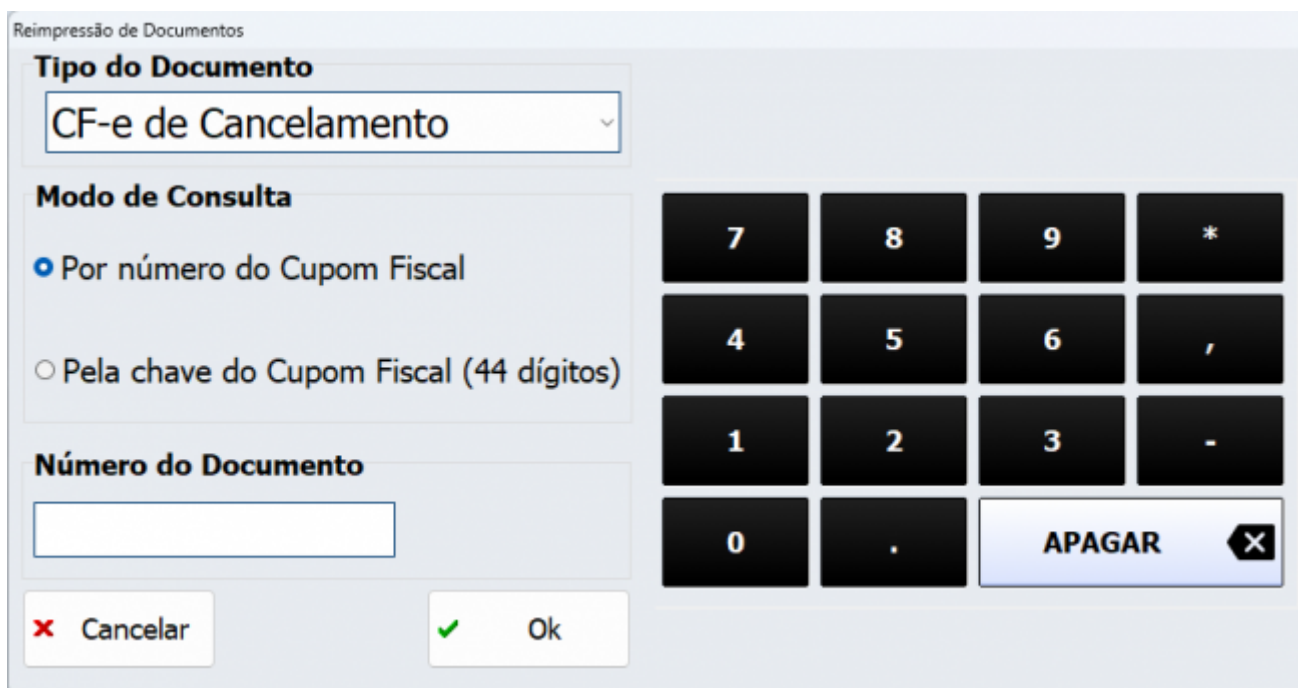 Reimpressão de Documentos
Tipo do Documento
CF-e de Cancelamento
Modo de Consulta
Por número do Cupom Fiscal
Pela chave do Cupom Fiscal (44 dígitos)
Número do Documento
Cancelar Ok
7 8 9 *
4 5 6 ,
1 2 3 -
0 . APAGAR